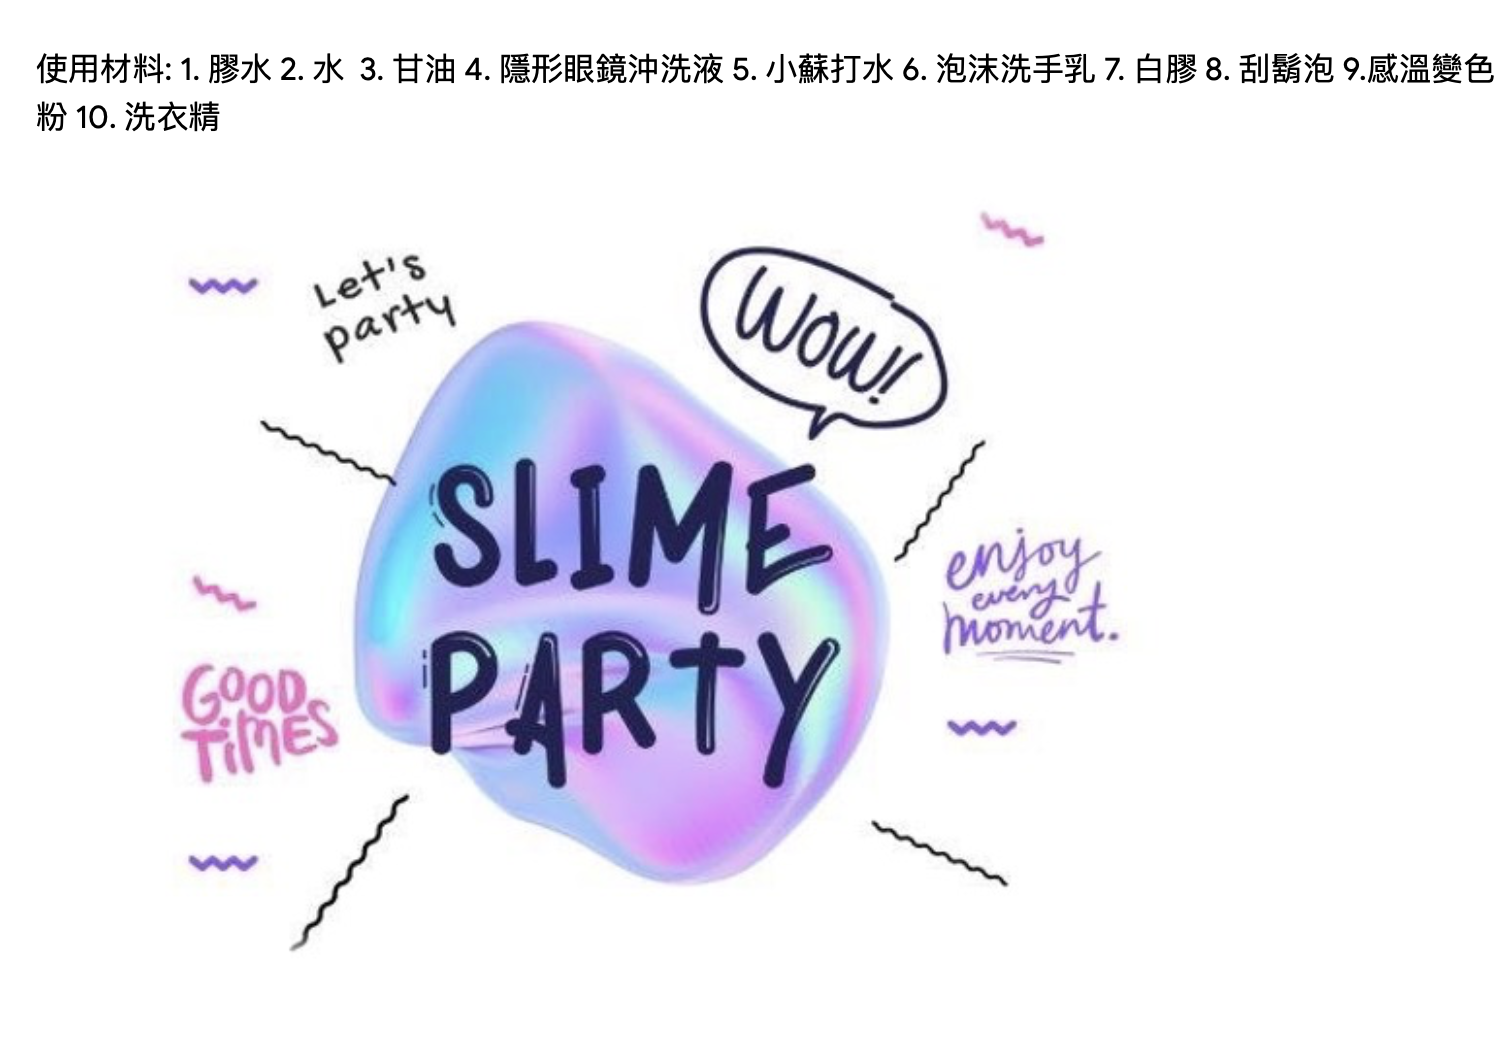 使用材料: 1. 膠水 2. 水  3. 甘油 4. 隱形眼鏡沖洗液 5. 小蘇打水 6. 泡沫洗手乳 7. 白膠 8. 刮鬍泡 9.感溫變色
粉 10. 洗衣精
Let's
party
WOW!
SLIME
PARTY
enjoy
every
moment.
GOOD
TiMES